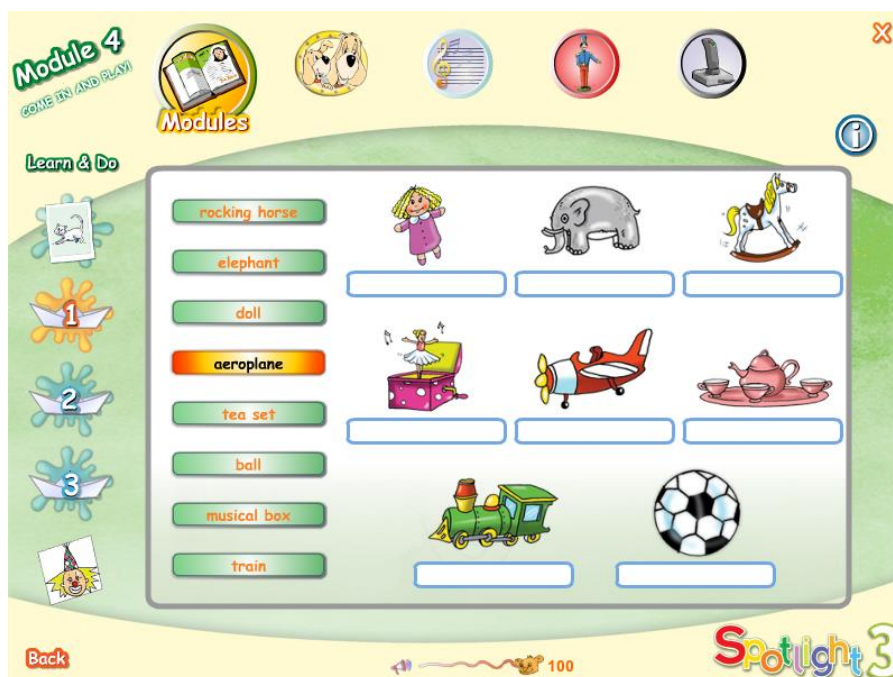 Module 4
COME IN AND PLAY!
Modules
i
X
Learn & Do
1
2
3
rocking horse
elephant
doll
aeroplane
tea set
ball
musical box
train
Back
100
Spotlight 3